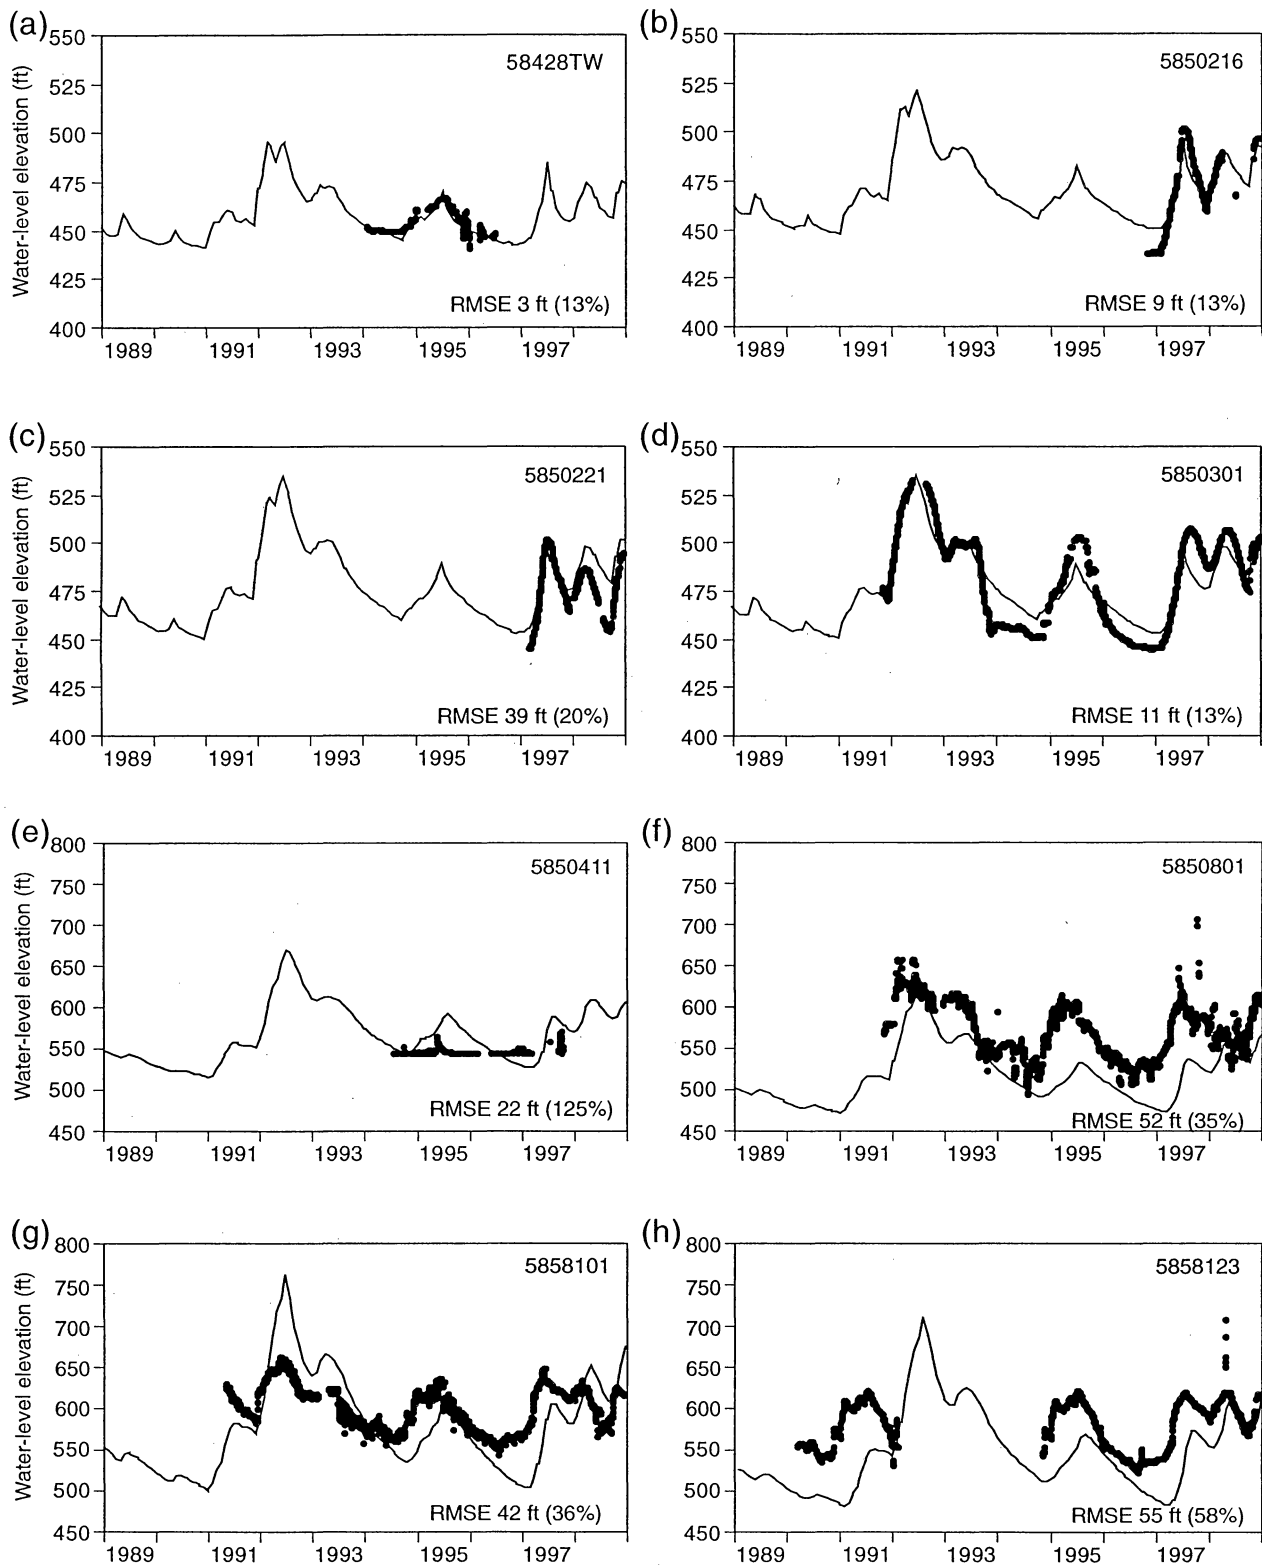 (a)
550
525
500
475
450
425
400
Water-level elevation (ft)
58428TW
RMSE 3 ft (13%)
1989 1991 1993 1995 1997
(b)
550
525
500
475
450
425
400
5850216
RMSE 9 ft (13%)
1989 1991 1993 1995 1997
(c)
550
525
500
475
450
425
400
Water-level elevation (ft)
5850221
RMSE 39 ft (20%)
1989 1991 1993 1995 1997
(d)
550
525
500
475
450
425
400
5850301
RMSE 11 ft (13%)
1989 1991 1993 1995 1997
(e)
800
750
700
650
600
550
500
450
Water-level elevation (ft)
5850411
RMSE 22 ft (125%)
1989 1991 1993 1995 1997
(f)
800
750
700
650
600
550
500
450
5850801
RMSE 52 ft (35%)
1989 1991 1993 1995 1997
(g)
800
750
700
650
600
550
500
450
Water-level elevation (ft)
5858101
RMSE 42 ft (36%)
1989 1991 1993 1995 1997
(h)
800
750
700
650
600
550
500
450
5858123
RMSE 55 ft (58%)
1989 1991 1993 1995 1997